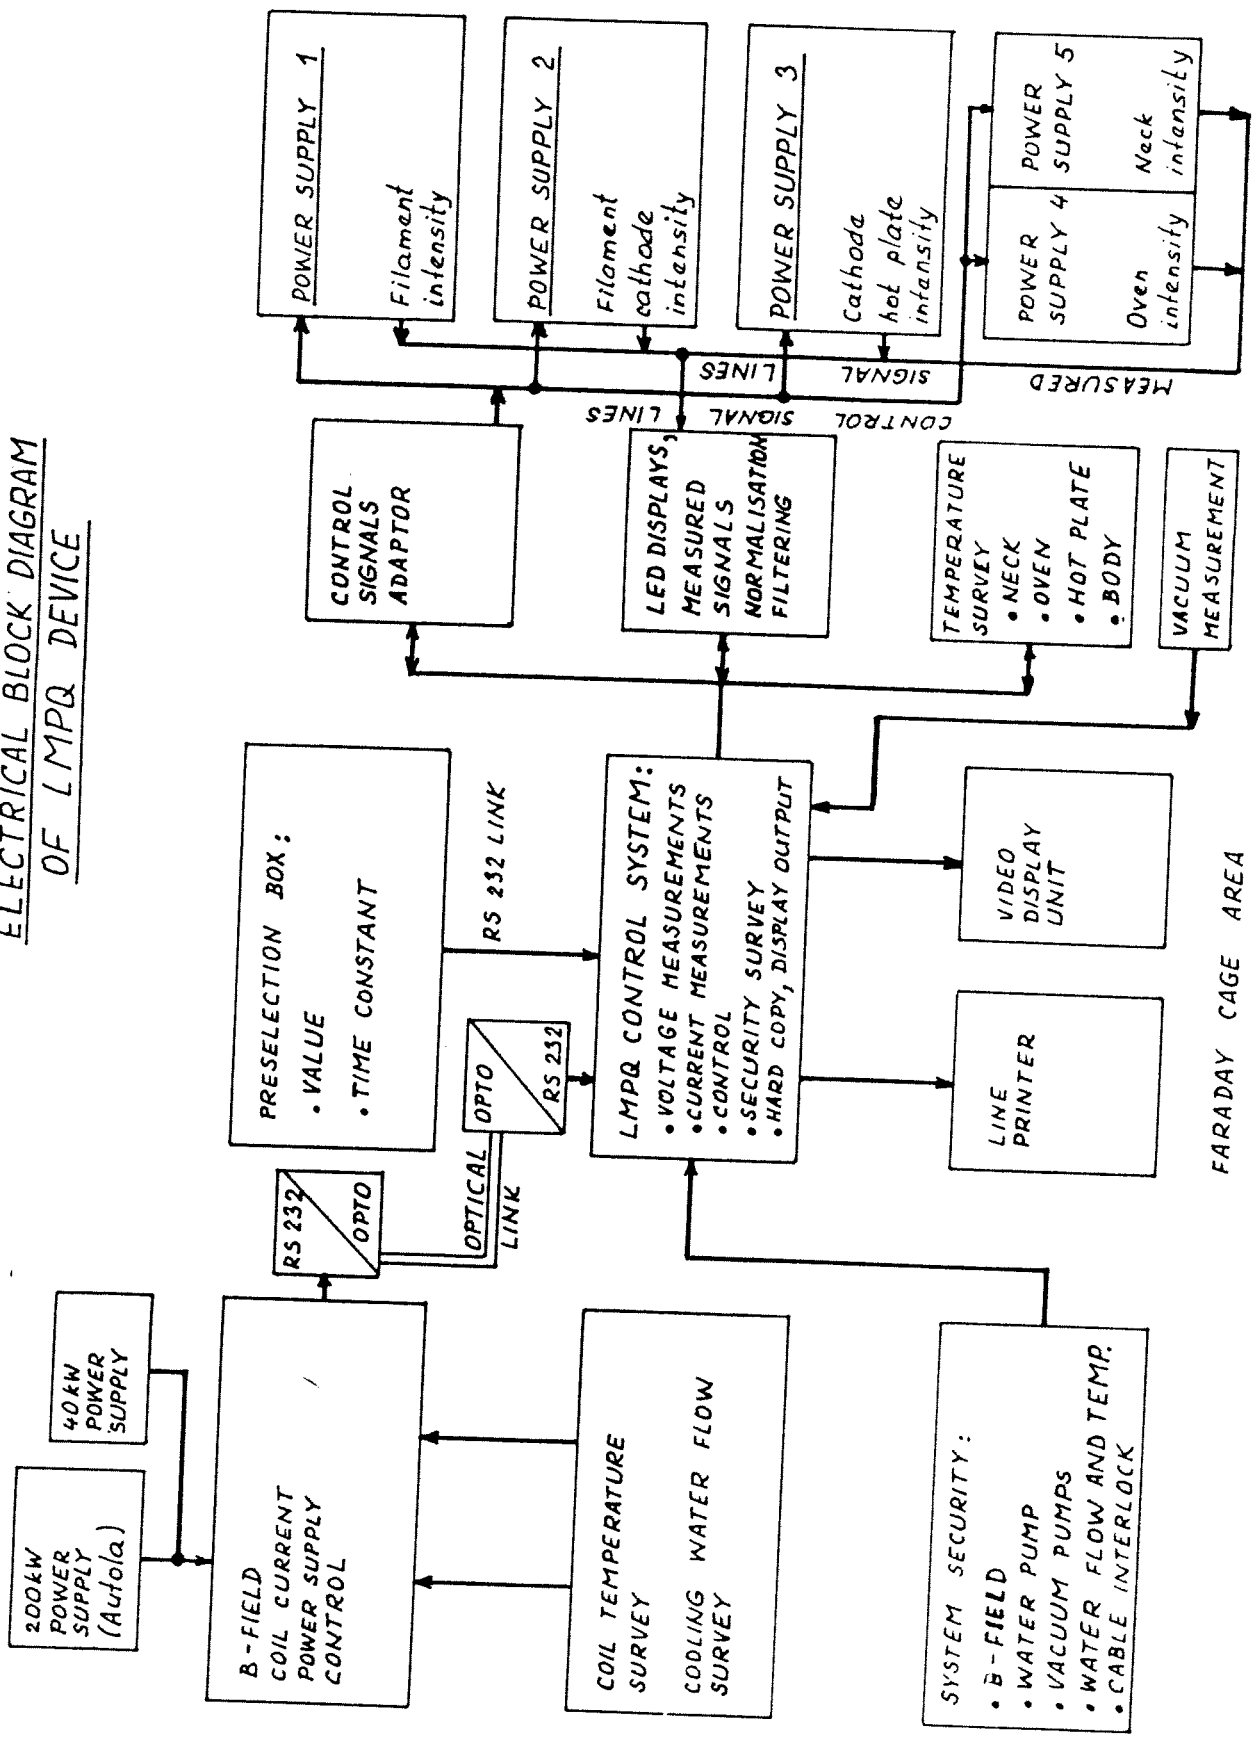 ELECTRICAL BLOCK DIAGRAM
OF LMPQ DEVICE
200kW
POWER
SUPPLY
(Autola)
40kW
POWER
SUPPLY
B-FIELD
COIL CURRENT
POWER SUPPLY
CONTROL
RS 232
OPTO
OPTICAL
LINK
OPTO
RS 232
COIL TEMPERATURE
SURVEY
COOLING WATER FLOW
SURVEY
SYSTEM SECURITY:
• B-FIELD
• WATER PUMP
• VACUUM PUMPS
• WATER FLOW AND TEMP.
• CABLE INTERLOCK
PRESELECTION BOX:
• VALUE
• TIME CONSTANT
RS 232 LINK
LMPQ CONTROL SYSTEM:
• VOLTAGE MEASUREMENTS
• CURRENT MEASUREMENTS
• CONTROL
• SECURITY SURVEY
• HARD COPY, DISPLAY OUTPUT
LINE
PRINTER
VIDEO
DISPLAY
UNIT
FARADAY CAGE AREA
CONTROL
SIGNALS
ADAPTOR
LED DISPLAYS,
MEASURED
SIGNALS
NORMALISATION
FILTERING
TEMPERATURE
SURVEY
• NECK
• OVEN
• HOT PLATE
• BODY
VACUUM
MEASUREMENT
CONTROL SIGNAL LINES
MEASURED SIGNAL LINES
POWER SUPPLY 1
Filament
intensity
POWER SUPPLY 2
Filament
cathode
intensity
POWER SUPPLY 3
Cathoda
hot plate
intansity
POWER
SUPPLY 4
Oven
intensity
POWER
SUPPLY 5
Neck
intansity